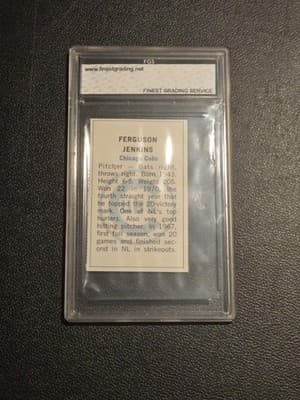 FGS
www.finestgrading.net
FINEST GRADING SERVICE
FERGUSON
JENKINS
Chicago Cubs
Pitcher — Bats right,
throws right. Born 1943.
Height 6-5. Weight 205.
Won 22 in 1970, the
fourth straight year that
he topped the 20-victory
mark. One of NL's top
hurlers. Also very good
hitting pitcher. In 1967,
first full season, won 20
games and finished sec-
ond in NL in strikeouts.